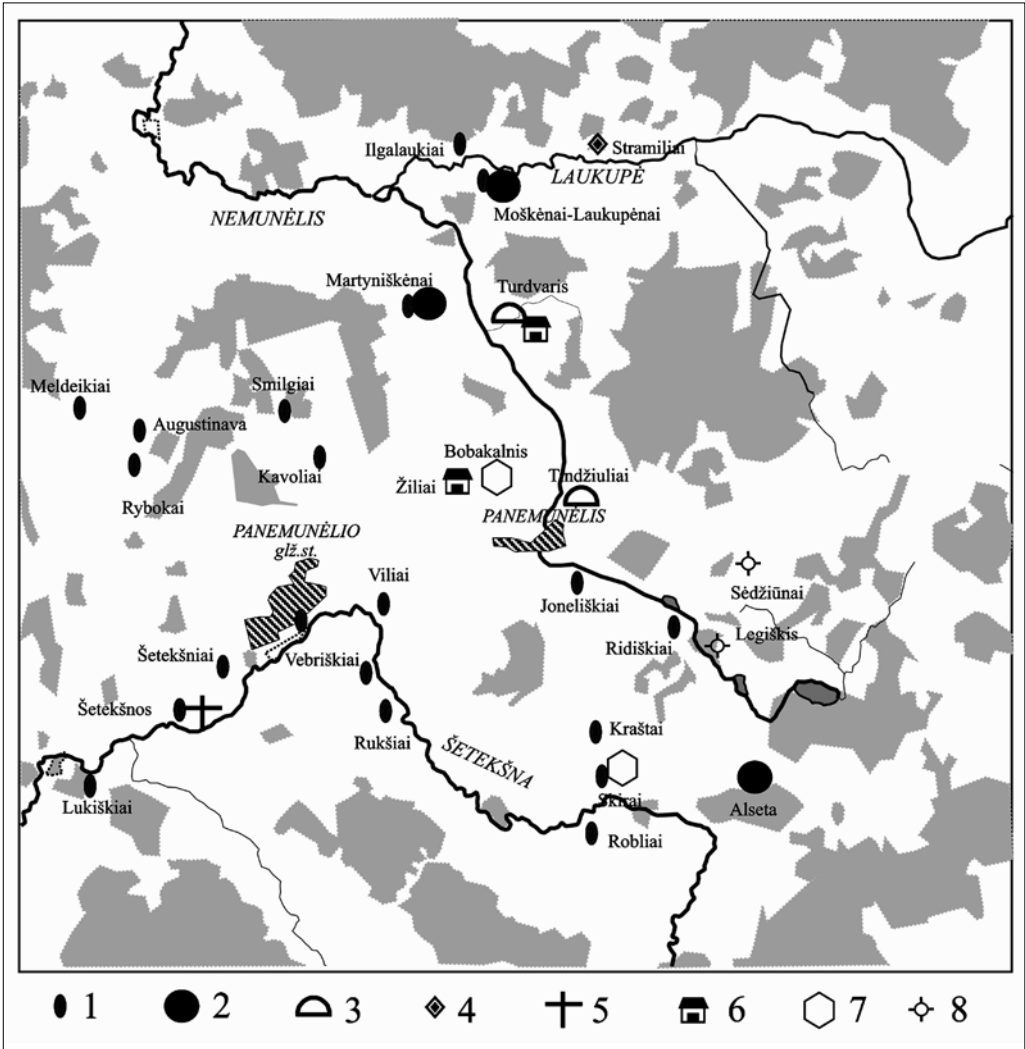 Ilgalaukiai
Stramiliai
LAUKUPĖ
Moškėnai-Laukupėnai
NEMUNĖLIS
Martyniškėnai
Turdvaris
Meldeikiai
Smilgiai
Augustinava
Bobakalnis
Kavoliai
Žiliai
Tindžiuliai
Rybokai
PANEMUNĖLIS
PANEMUNĖLIO
glž.st.
Viliai
Sėdžiūnai
Joneliškiai
Legiškis
Ridiškiai
Šetekšniai
Vebriškiai
Šetekšnos
Rukšiai
Kraštai
ŠETEKŠNA
Skirai
Lukiškiai
Alseta
Robliai
1 2 3 4 5 6 7 8